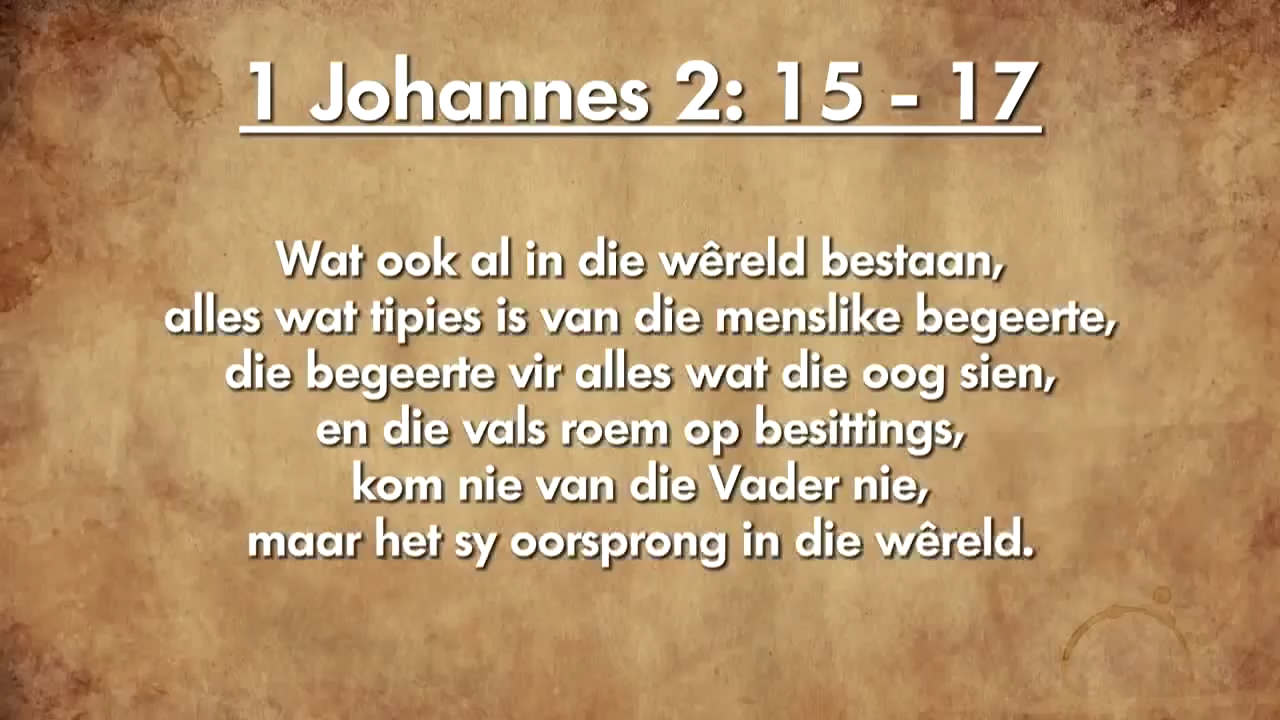 1 Johannes 2: 15 - 17
Wat ook al in die wêreld bestaan,
alles wat tipies is van die menslike begeerte,
die begeerte vir alles wat die oog sien,
en die vals roem op besittings,
kom nie van die Vader nie,
maar het sy oorsprong in die wêreld.